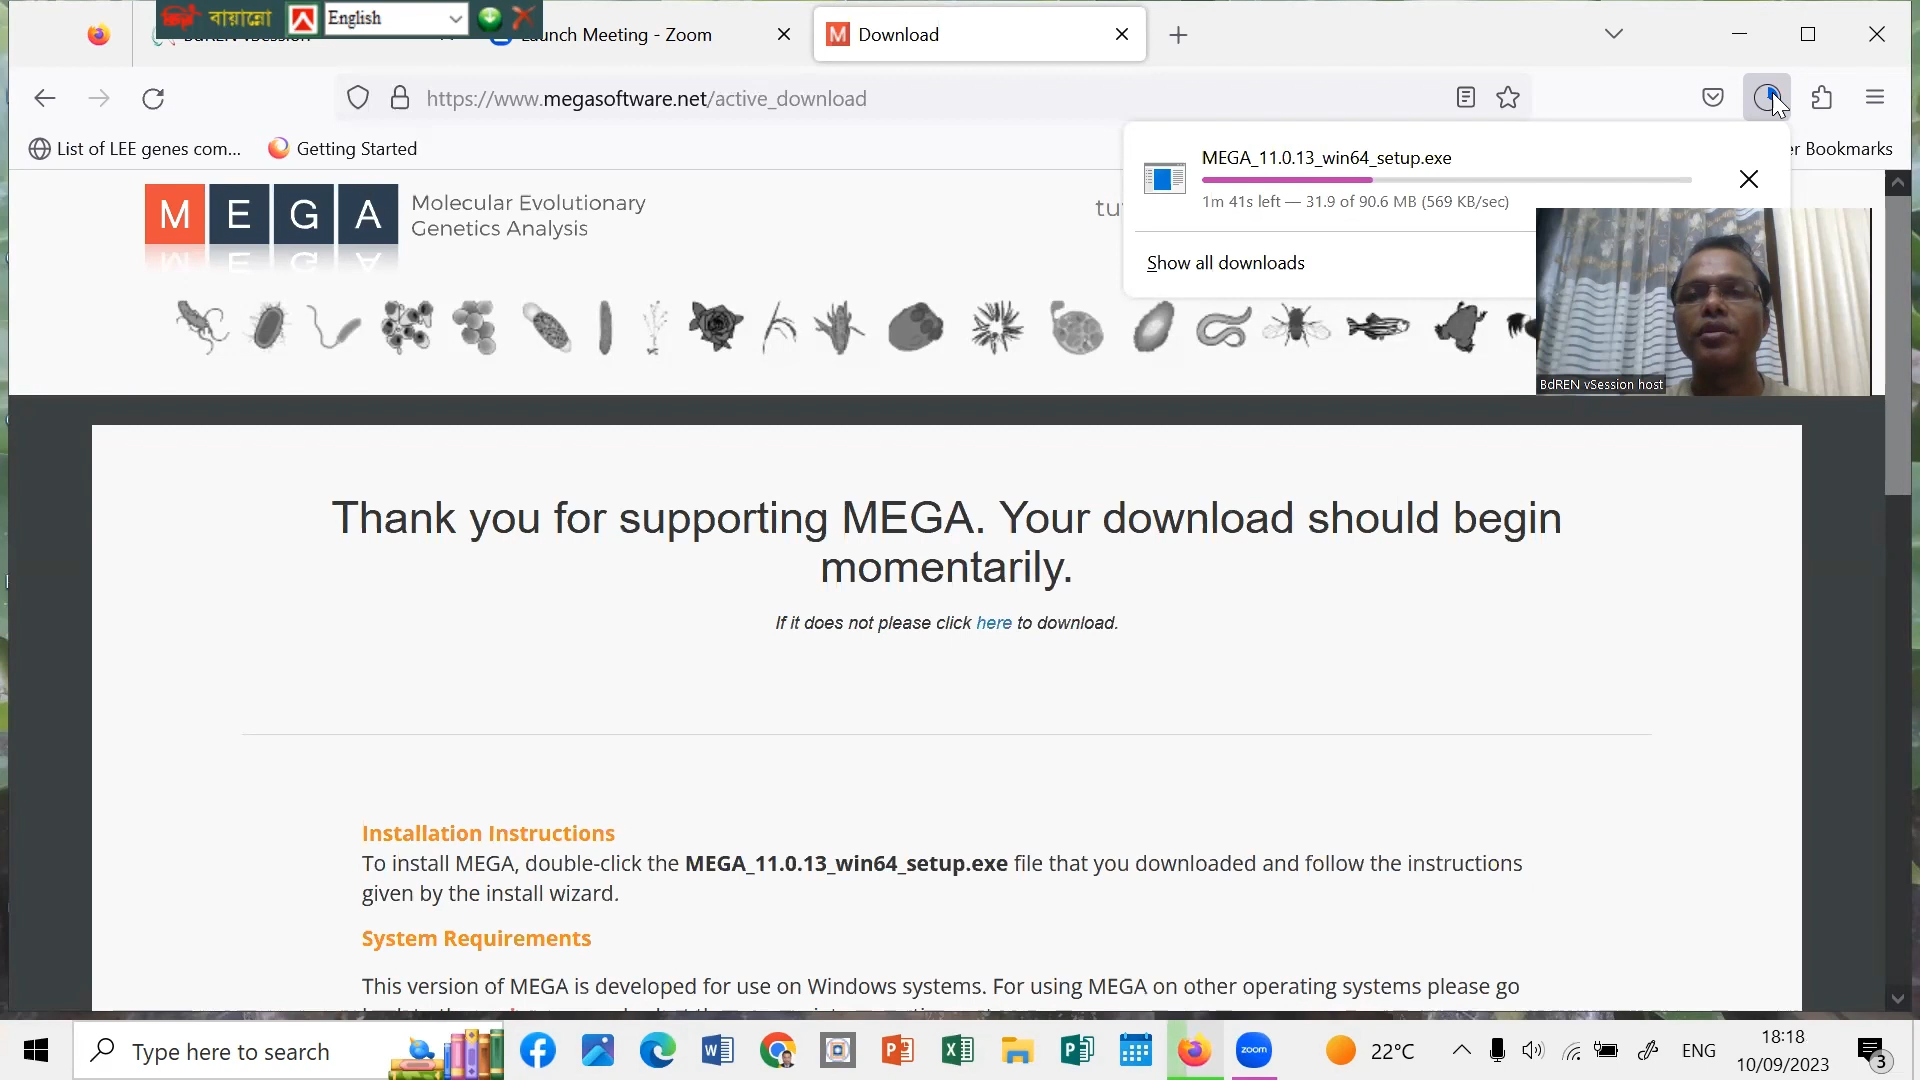 বায়ান্নো
English
Launch Meeting - Zoom
Download
https://www.megasoftware.net/active_download
List of LEE genes com...
Getting Started
er Bookmarks
MEGA_11.0.13_win64_setup.exe
1m 41s left — 31.9 of 90.6 MB (569 KB/sec)
Show all downloads
M E G A
Molecular Evolutionary
Genetics Analysis
tu
BdREN vSession host
Thank you for supporting MEGA. Your download should begin
momentarily.
If it does not please click here to download.
Installation Instructions
To install MEGA, double-click the MEGA_11.0.13_win64_setup.exe file that you downloaded and follow the instructions
given by the install wizard.
System Requirements
This version of MEGA is developed for use on Windows systems. For using MEGA on other operating systems please go
Type here to search
zoom
22°C
ENG
18:18
10/09/2023
3